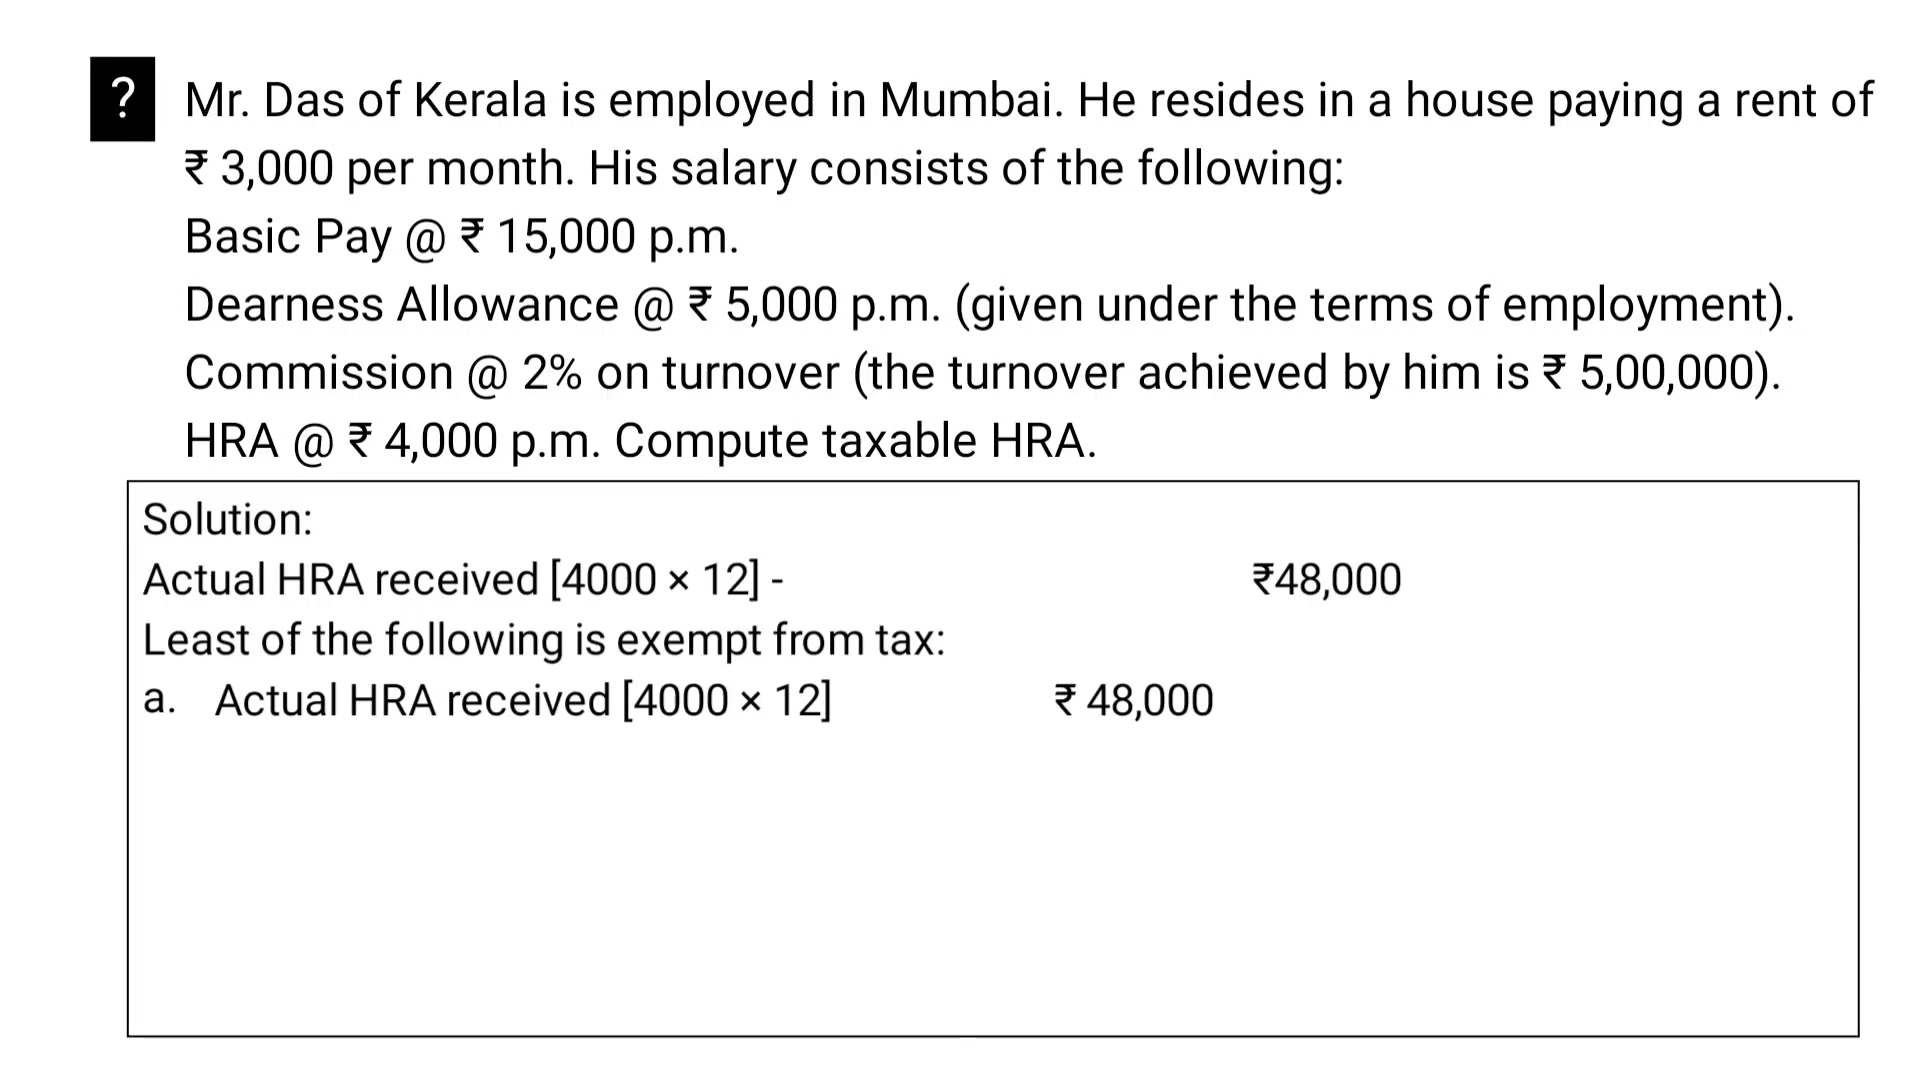 ? Mr. Das of Kerala is employed in Mumbai. He resides in a house paying a rent of
₹ 3,000 per month. His salary consists of the following:
Basic Pay @ ₹ 15,000 p.m.
Dearness Allowance @ ₹ 5,000 p.m. (given under the terms of employment).
Commission @ 2% on turnover (the turnover achieved by him is ₹ 5,00,000).
HRA @ ₹ 4,000 p.m. Compute taxable HRA.
Solution:
Actual HRA received [4000 × 12] - ₹48,000
Least of the following is exempt from tax:
a. Actual HRA received [4000 × 12] ₹ 48,000